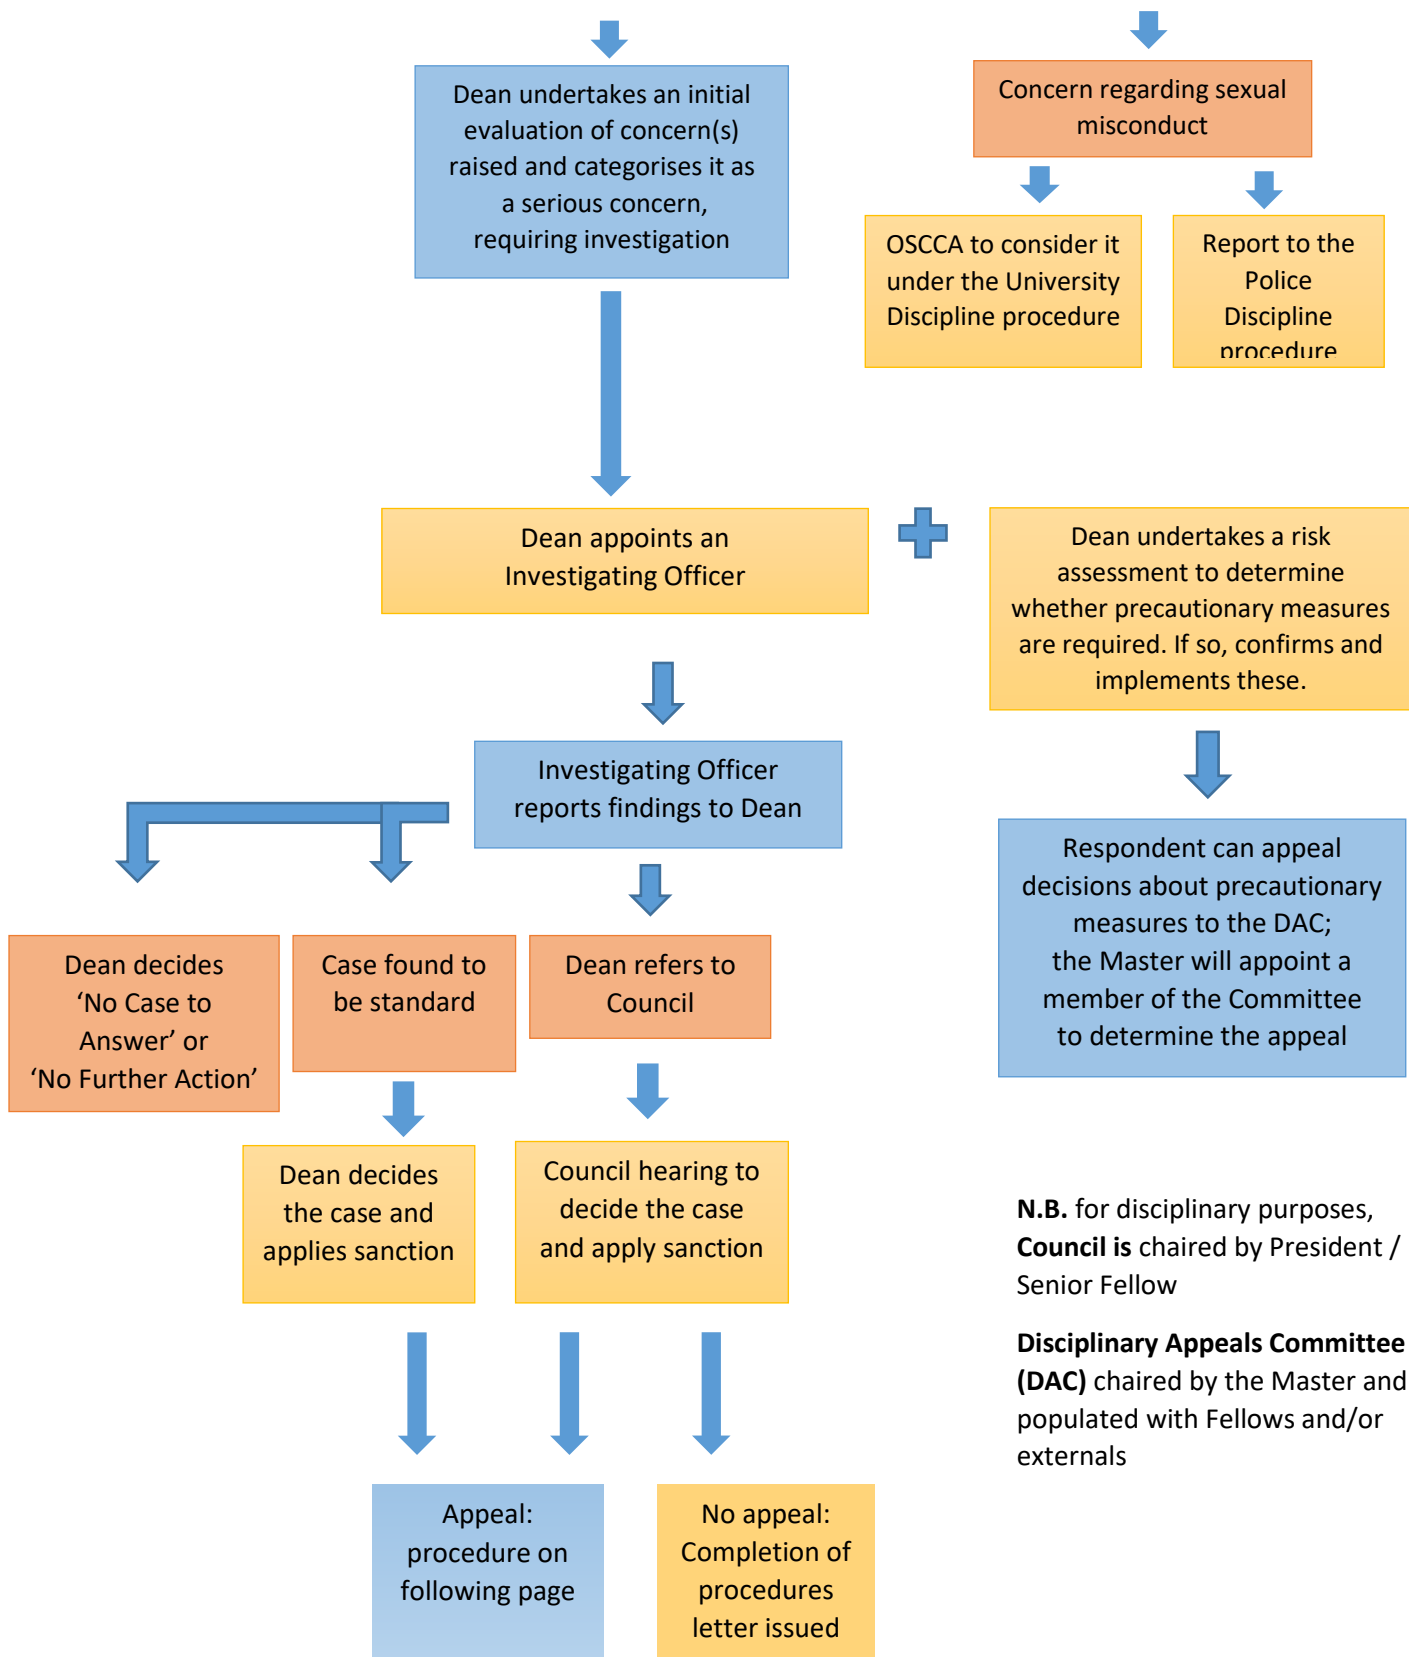 Dean undertakes an initial
evaluation of concern(s)
raised and categorises it as
a serious concern,
requiring investigation
Concern regarding sexual
misconduct
OSCCA to consider it
under the University
Discipline procedure
Report to the
Police
Discipline
procedure
Dean appoints an
Investigating Officer
Dean undertakes a risk
assessment to determine
whether precautionary measures
are required. If so, confirms and
implements these.
Investigating Officer
reports findings to Dean
Respondent can appeal
decisions about precautionary
measures to the DAC;
the Master will appoint a
member of the Committee
to determine the appeal
Dean decides
‘No Case to
Answer’ or
‘No Further Action’
Case found to
be standard
Dean refers to
Council
Dean decides
the case and
applies sanction
Council hearing to
decide the case
and apply sanction
N.B. for disciplinary purposes,
Council is chaired by President /
Senior Fellow
Disciplinary Appeals Committee
(DAC) chaired by the Master and
populated with Fellows and/or
externals
Appeal:
procedure on
following page
No appeal:
Completion of
procedures
letter issued